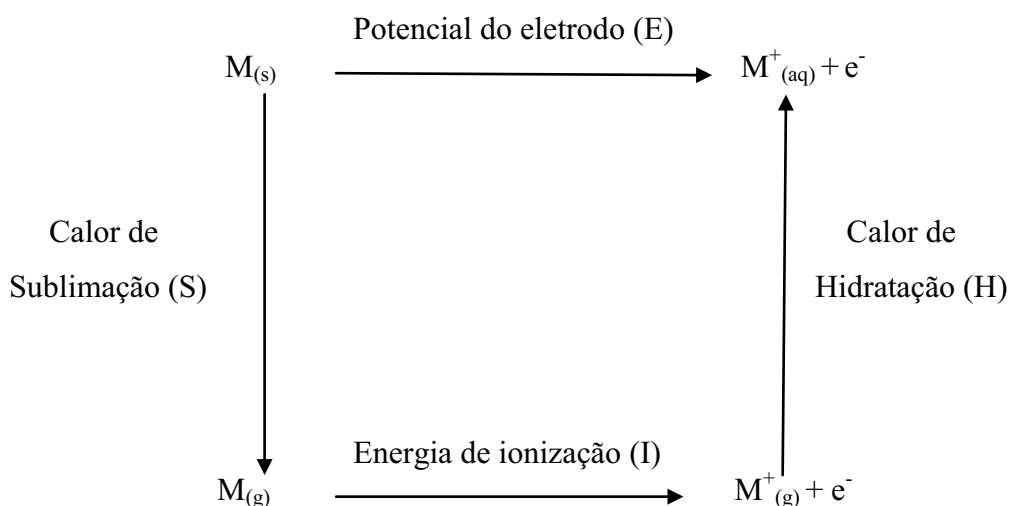 Potencial do eletrodo (E)
M(s)
M⁺(aq) + e⁻
Calor de
Sublimação (S)
Calor de
Hidratação (H)
Energia de ionização (I)
M(g)
M⁺(g) + e⁻